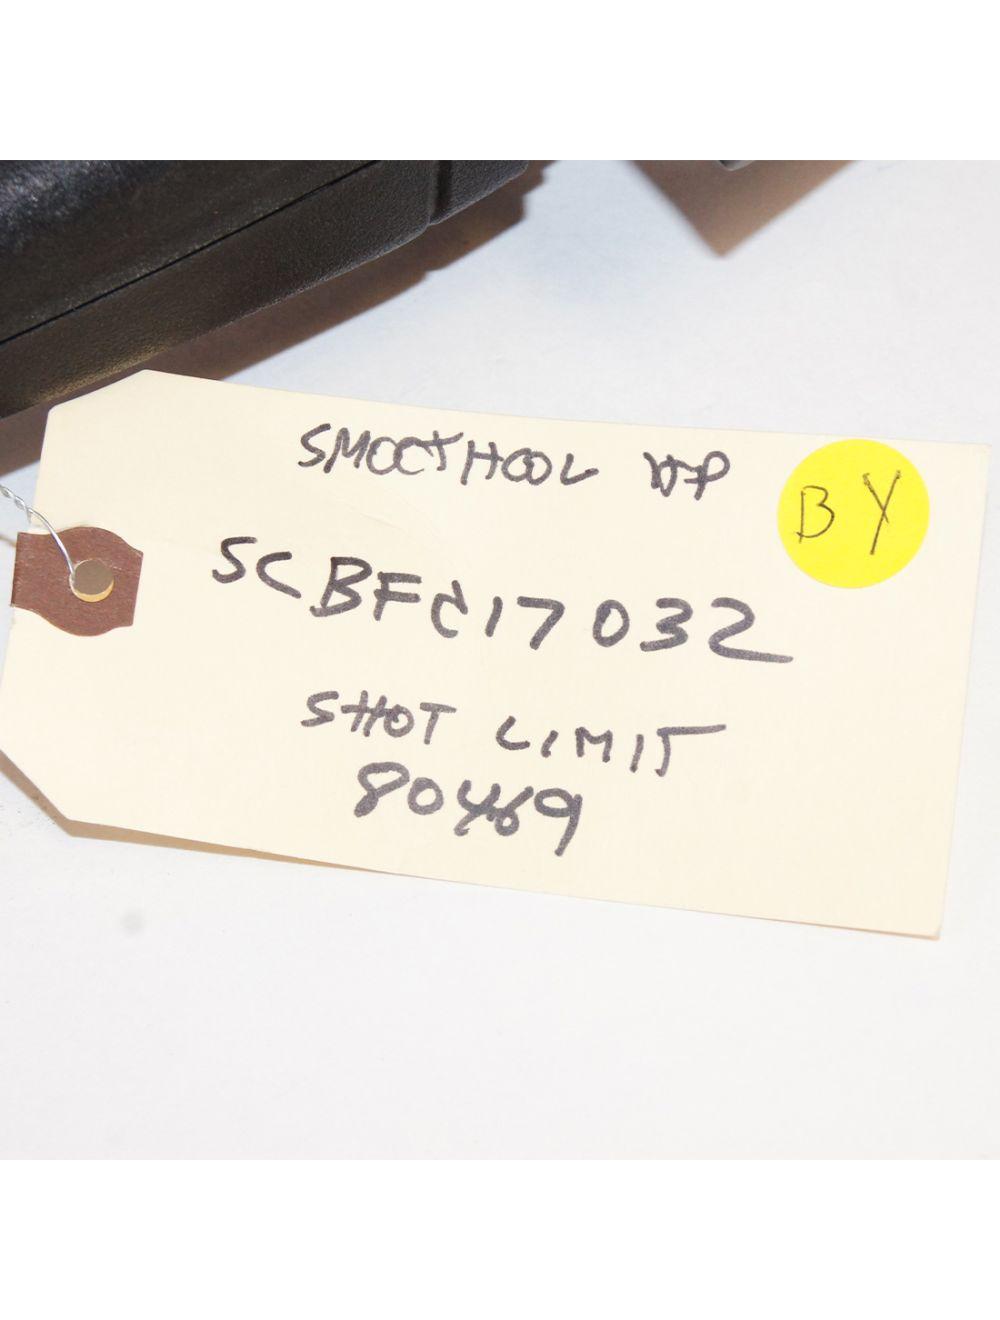 SMOOTHCOOL VP
BY
SCBFC17032
SHOT LIMIT
80469